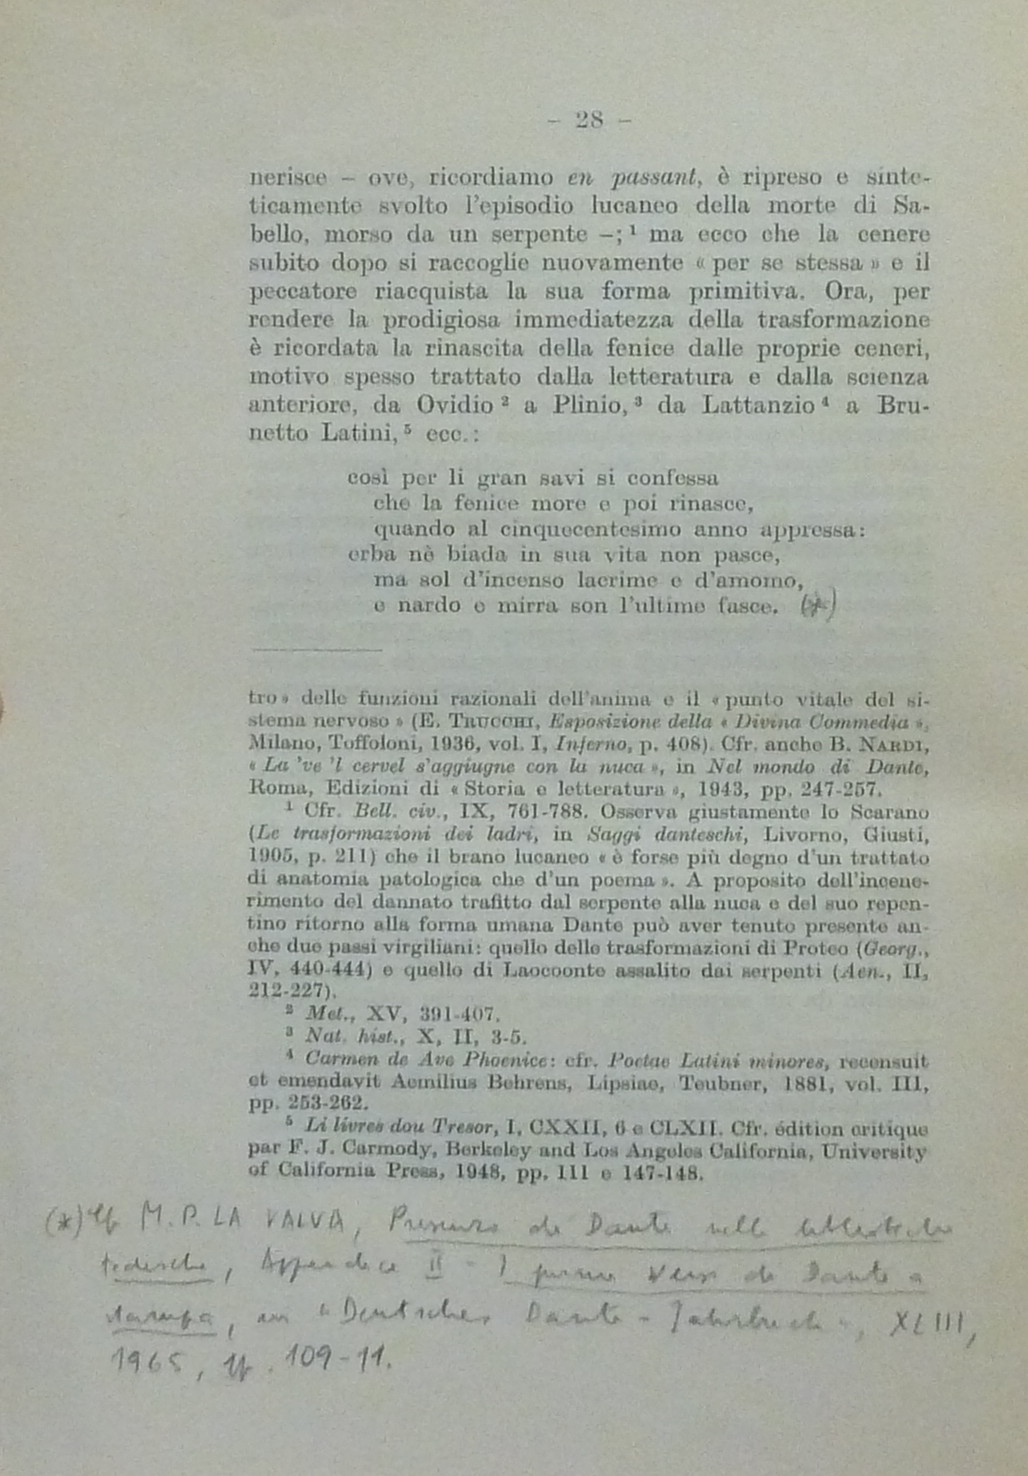 – 28 –
nerisce – ove, ricordiamo en passant, è ripreso e sinte-
ticamente svolto l'episodio lucaneo della morte di Sa-
bello, morso da un serpente –; ¹ ma ecco che la cenere
subito dopo si raccoglie nuovamente « per se stessa » e il
peccatore riacquista la sua forma primitiva. Ora, per
rendere la prodigiosa immediatezza della trasformazione
è ricordata la rinascita della fenice dalle proprie ceneri,
motivo spesso trattato dalla letteratura e dalla scienza
anteriore, da Ovidio ² a Plinio, ³ da Lattanzio ⁴ a Bru-
netto Latini, ⁵ ecc. :
così per li gran savi si confessa
che la fenice more e poi rinasce,
quando al cinquecentesimo anno appressa:
erba nè biada in sua vita non pasce,
ma sol d'incenso lacrime e d'amomo,
e nardo e mirra son l'ultime fasce. (*)
tro » delle funzioni razionali dell'anima e il « punto vitale del si-
stema nervoso » (E. TRUCCHI, Esposizione della « Divina Commedia »,
Milano, Toffoloni, 1936, vol. I, Inferno, p. 408). Cfr. anche B. NARDI,
« La 've 'l cervel s'aggiugne con la nuca », in Nel mondo di Dante,
Roma, Edizioni di « Storia e letteratura », 1943, pp. 247-257.
¹ Cfr. Bell. civ., IX, 761-788. Osserva giustamente lo Scarano
(Le trasformazioni dei ladri, in Saggi danteschi, Livorno, Giusti,
1905, p. 211) che il brano lucaneo « è forse più degno d'un trattato
di anatomia patologica che d'un poema ». A proposito dell'incene-
rimento del dannato trafitto dal serpente alla nuca e del suo repen-
tino ritorno alla forma umana Dante può aver tenuto presente an-
che due passi virgiliani: quello delle trasformazioni di Proteo (Georg.,
IV, 440-444) e quello di Laocoonte assalito dai serpenti (Aen., II,
212-227).
² Met., XV, 391-407.
³ Nat. hist., X, II, 3-5.
⁴ Carmen de Ave Phoenice: cfr. Poetae Latini minores, recensuit
et emendavit Aemilius Behrens, Lipsiae, Teubner, 1881, vol. III,
pp. 253-262.
⁵ Li livres dou Tresor, I, CXXII, 6 e CLXII. Cfr. édition critique
par F. J. Carmody, Berkeley and Los Angeles California, University
of California Press, 1948, pp. 111 e 147-148.
(*) Cf M. P. LA VALVA, Presenza di Dante nelle biblioteche
tedesche, Appendice II - I primi versi di Dante a
stampa, in "Deutsches Dante - Jahrbuch", XLIII,
1965, pp. 109-11.